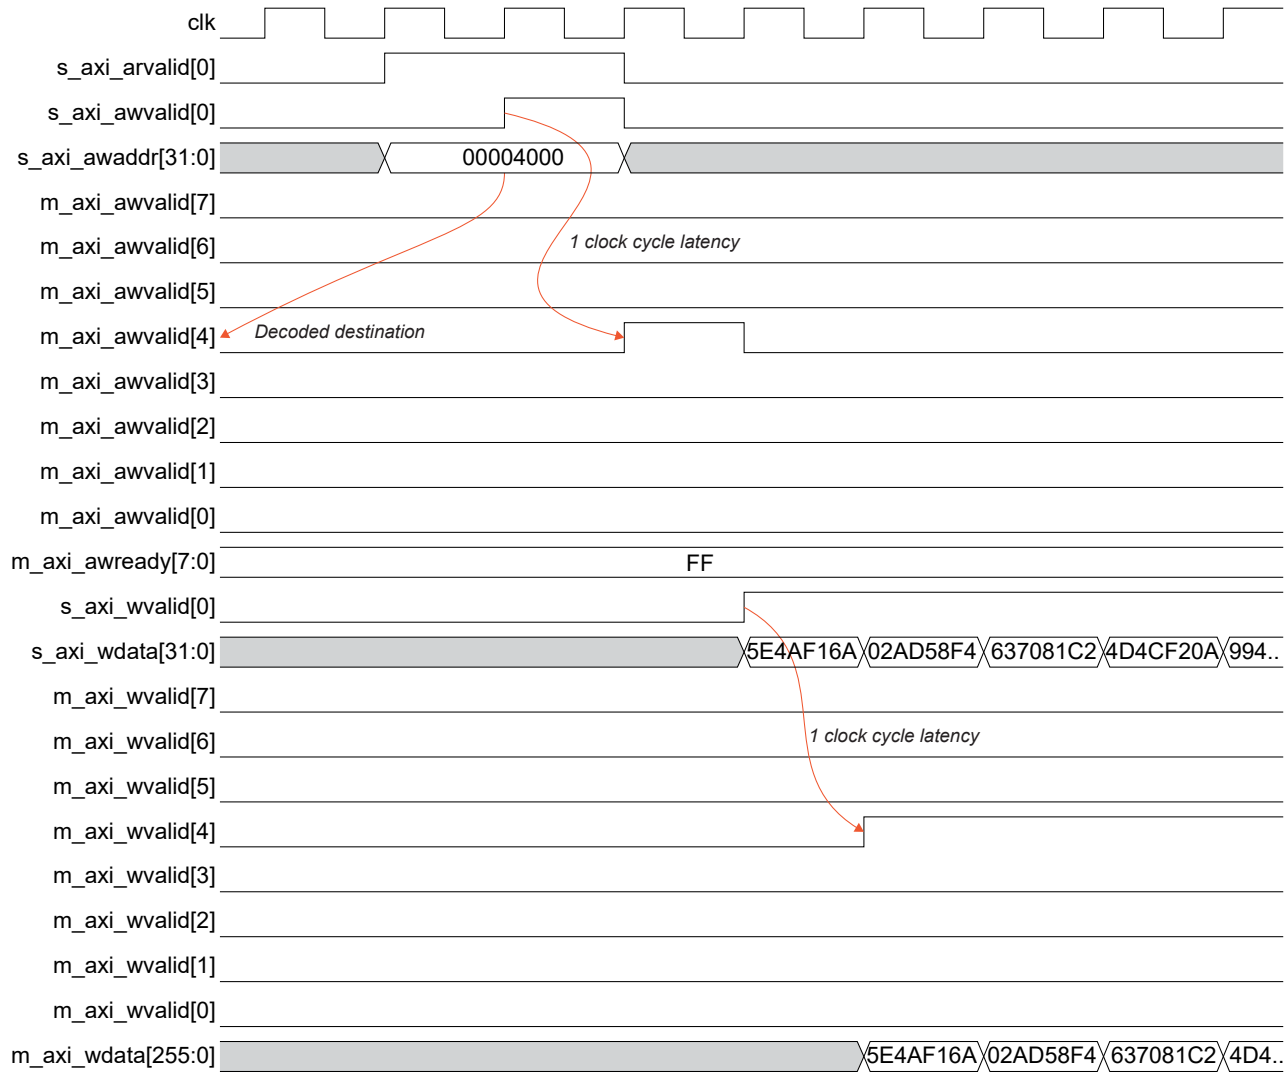 clk
s_axi_arvalid[0]
s_axi_awvalid[0]
s_axi_awaddr[31:0] 00004000
m_axi_awvalid[7]
m_axi_awvalid[6] 1 clock cycle latency
m_axi_awvalid[5]
m_axi_awvalid[4] Decoded destination
m_axi_awvalid[3]
m_axi_awvalid[2]
m_axi_awvalid[1]
m_axi_awvalid[0]
m_axi_awready[7:0] FF
s_axi_wvalid[0]
s_axi_wdata[31:0] 5E4AF16A 02AD58F4 637081C2 4D4CF20A 994..
m_axi_wvalid[7]
m_axi_wvalid[6] 1 clock cycle latency
m_axi_wvalid[5]
m_axi_wvalid[4]
m_axi_wvalid[3]
m_axi_wvalid[2]
m_axi_wvalid[1]
m_axi_wvalid[0]
m_axi_wdata[255:0] 5E4AF16A 02AD58F4 637081C2 4D4..